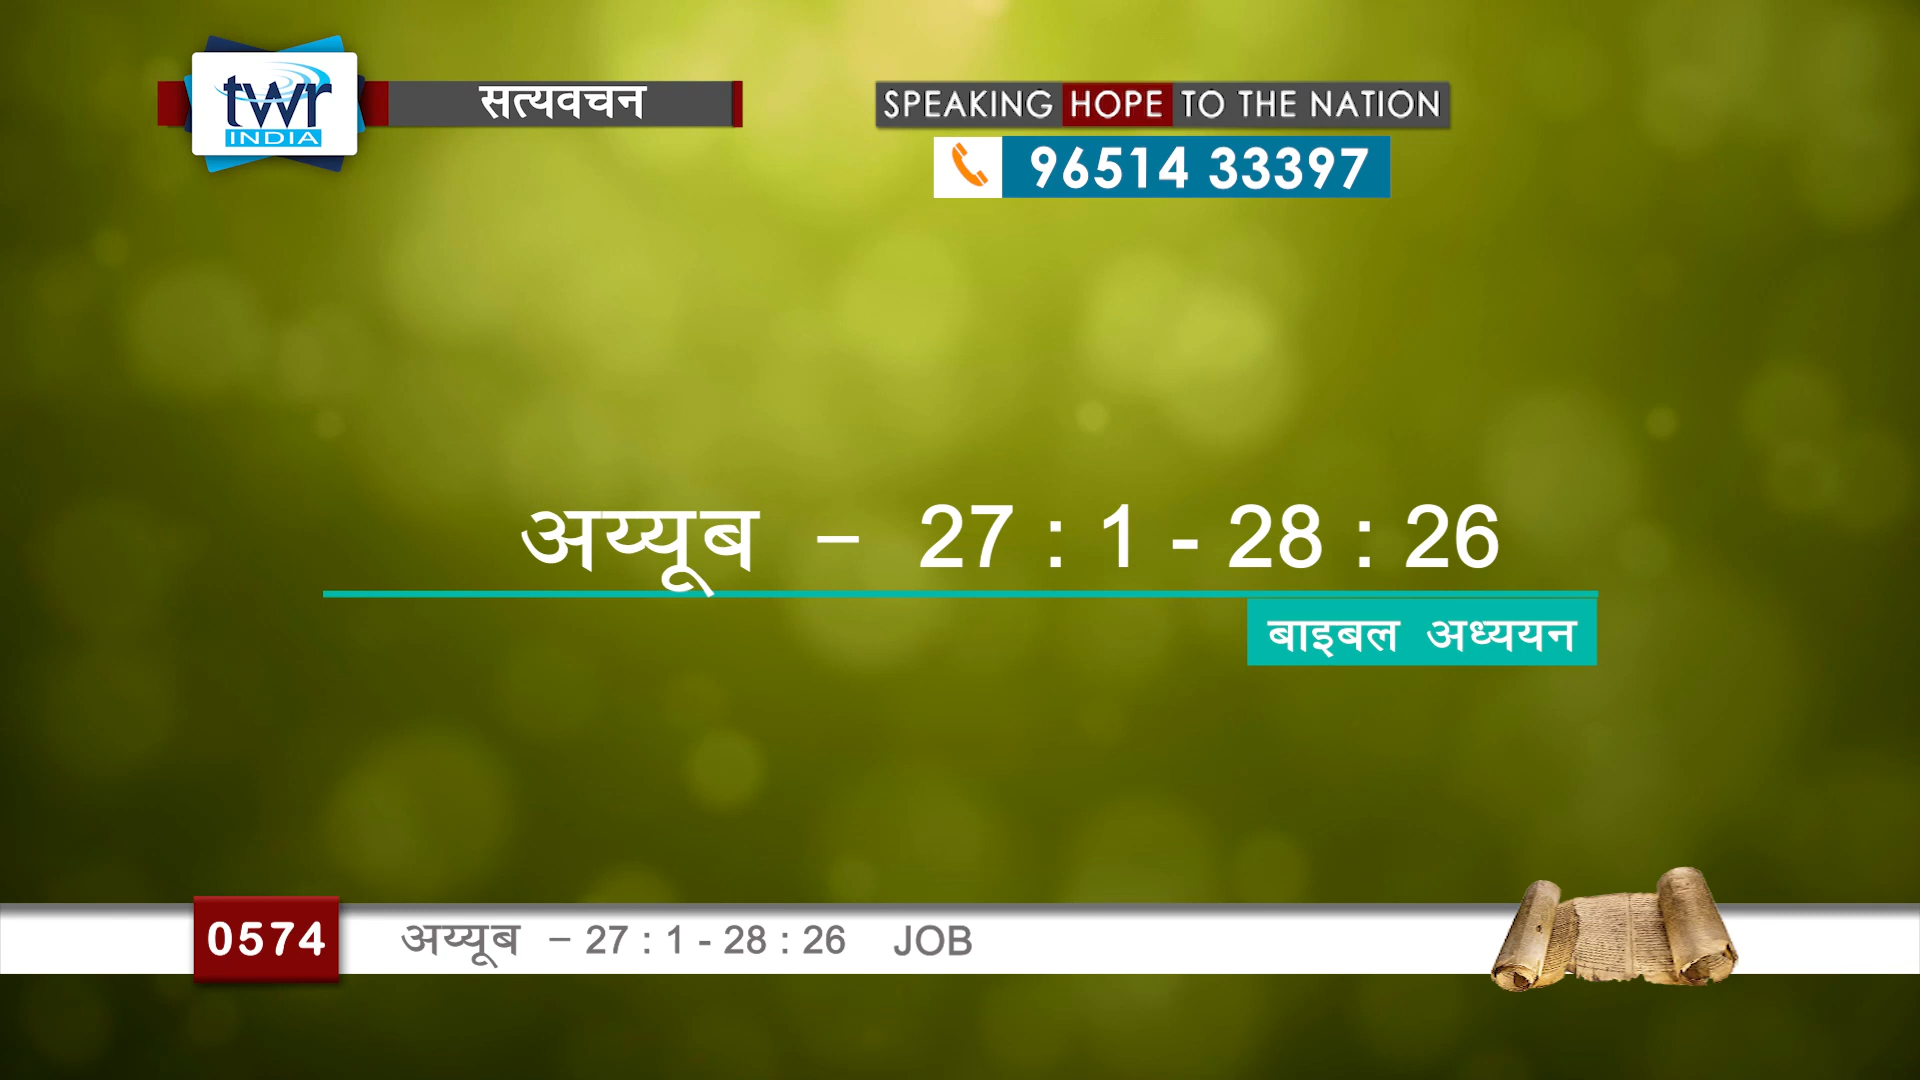 twr
INDIA
सत्यवचन
SPEAKING HOPE TO THE NATION
96514 33397
अय्यूब - 27 : 1 - 28 : 26
बाइबल अध्ययन
0574
अय्यूब - 27 : 1 - 28 : 26 JOB